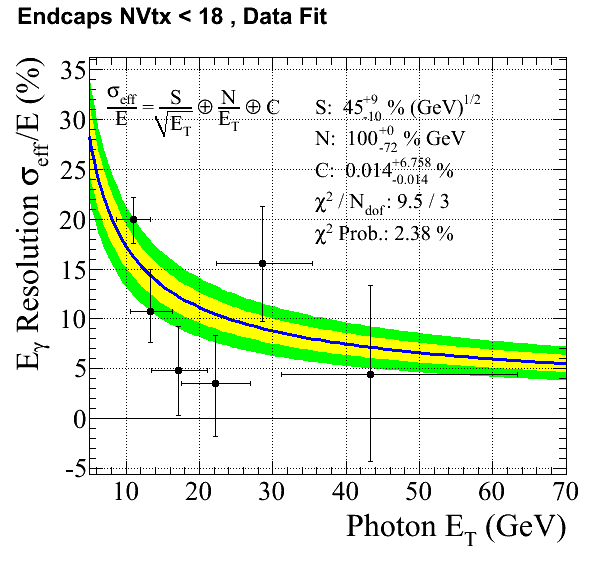 Endcaps NVtx < 18 , Data Fit
σeff/E = S/√ET ⊕ N/ET ⊕ C
S: 45 +9 -10 % (GeV)1/2
N: 100 +0 -72 % GeV
C: 0.014 +6.758 -0.014 %
χ2 / Ndof : 9.5 / 3
χ2 Prob.: 2.38 %
Eγ Resolution σeff/E (%)
35
30
25
20
15
10
5
0
-5
10 20 30 40 50 60 70
Photon ET (GeV)